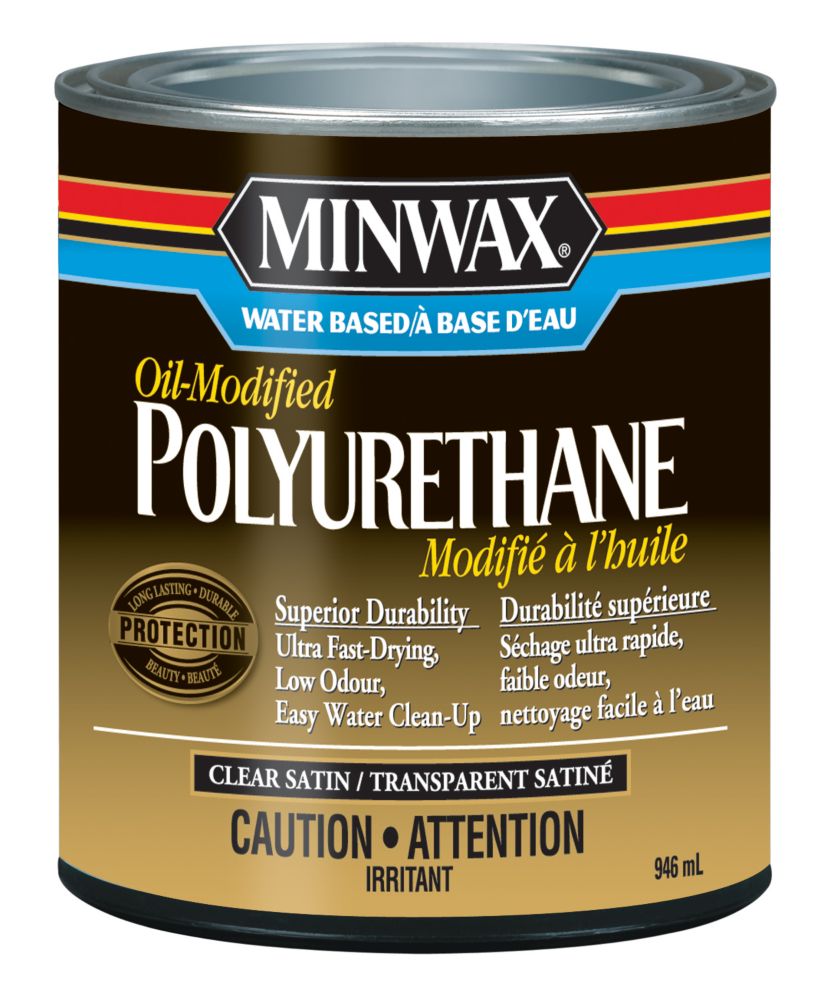 MINWAX®
WATER BASED/À BASE D'EAU
Oil-Modified
POLYURETHANE
Modifié à l'huile
LONG LASTING • DURABLE
PROTECTION
BEAUTY • BEAUTÉ
Superior Durability
Ultra Fast-Drying,
Low Odour,
Easy Water Clean-Up
Durabilité supérieure
Séchage ultra rapide,
faible odeur,
nettoyage facile à l'eau
CLEAR SATIN / TRANSPARENT SATINÉ
CAUTION • ATTENTION
IRRITANT
946 mL